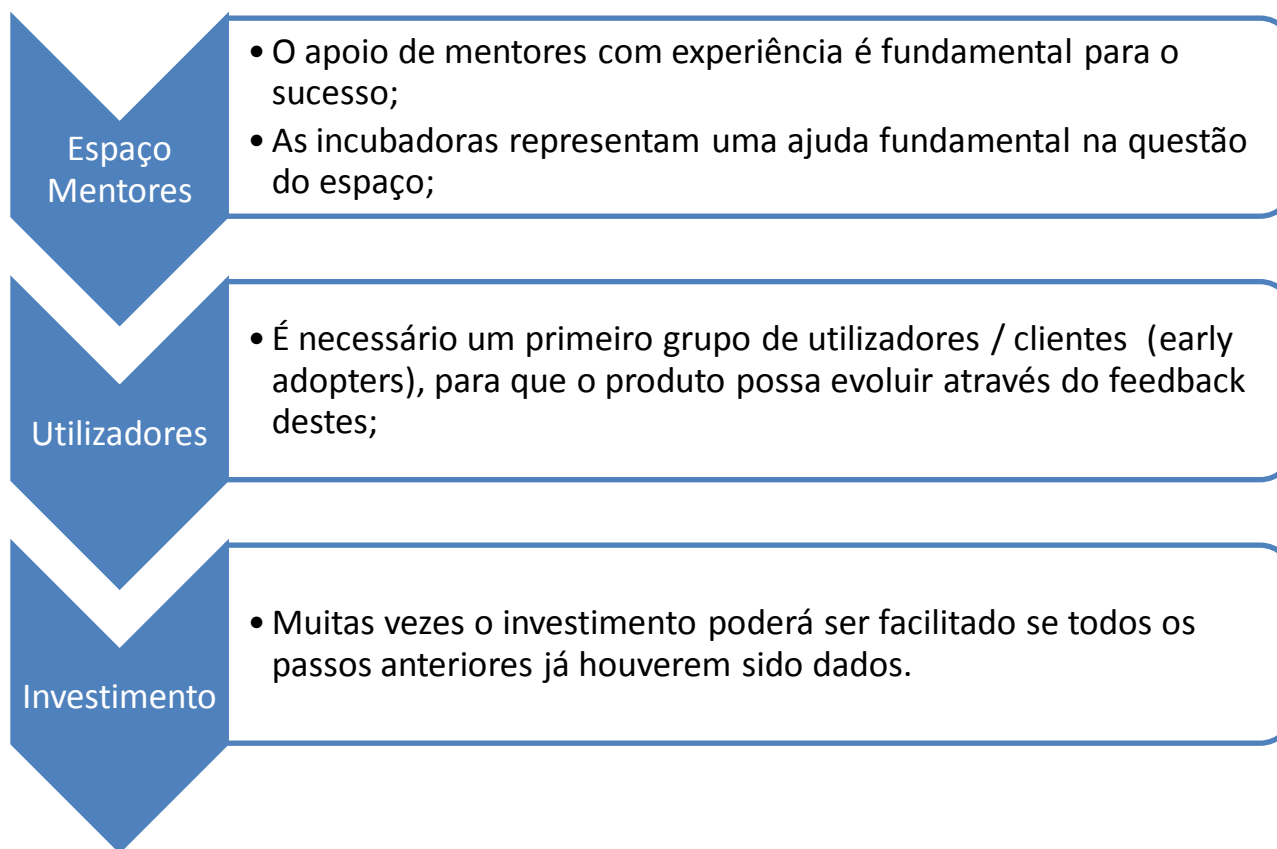 Espaço
Mentores
• O apoio de mentores com experiência é fundamental para o
sucesso;
• As incubadoras representam uma ajuda fundamental na questão
do espaço;
Utilizadores
• É necessário um primeiro grupo de utilizadores / clientes  (early
adopters), para que o produto possa evoluir através do feedback
destes;
Investimento
• Muitas vezes o investimento poderá ser facilitado se todos os
passos anteriores já houverem sido dados.